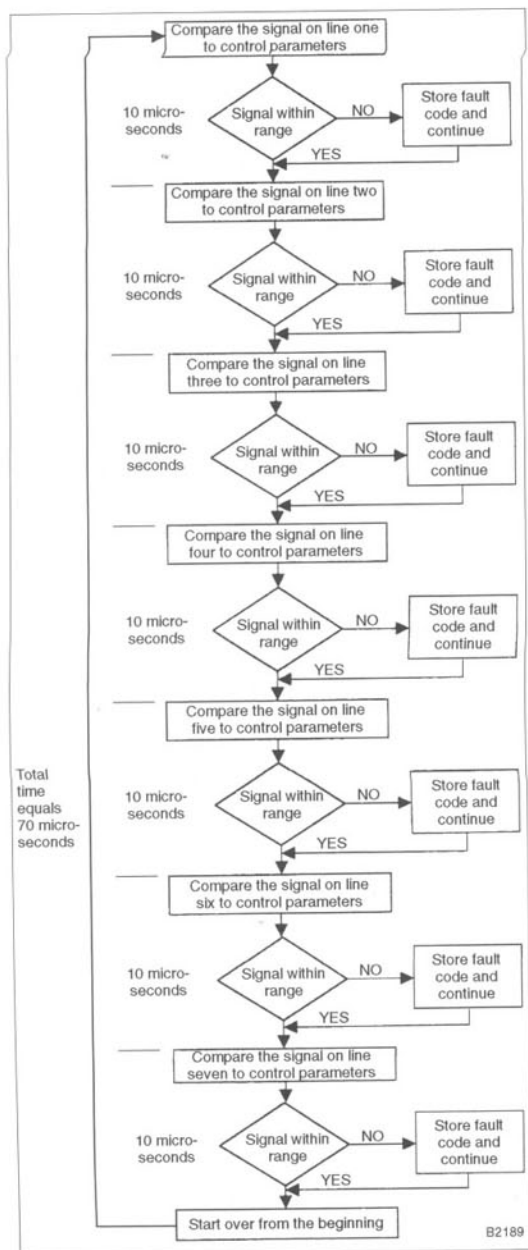 Compare the signal on line one
to control parameters
10 micro-
seconds
Signal within
range
NO
Store fault
code and
continue
YES
Compare the signal on line two
to control parameters
10 micro-
seconds
Signal within
range
NO
Store fault
code and
continue
YES
Compare the signal on line
three to control parameters
10 micro-
seconds
Signal within
range
NO
Store fault
code and
continue
YES
Compare the signal on line
four to control parameters
10 micro-
seconds
Signal within
range
NO
Store fault
code and
continue
YES
Compare the signal on line
five to control parameters
Total
time
equals
70 micro-
seconds
10 micro-
seconds
Signal within
range
NO
Store fault
code and
continue
YES
Compare the signal on line
six to control parameters
10 micro-
seconds
Signal within
range
NO
Store fault
code and
continue
YES
Compare the signal on line
seven to control parameters
10 micro-
seconds
Signal within
range
NO
Store fault
code and
continue
YES
Start over from the beginning
B2189